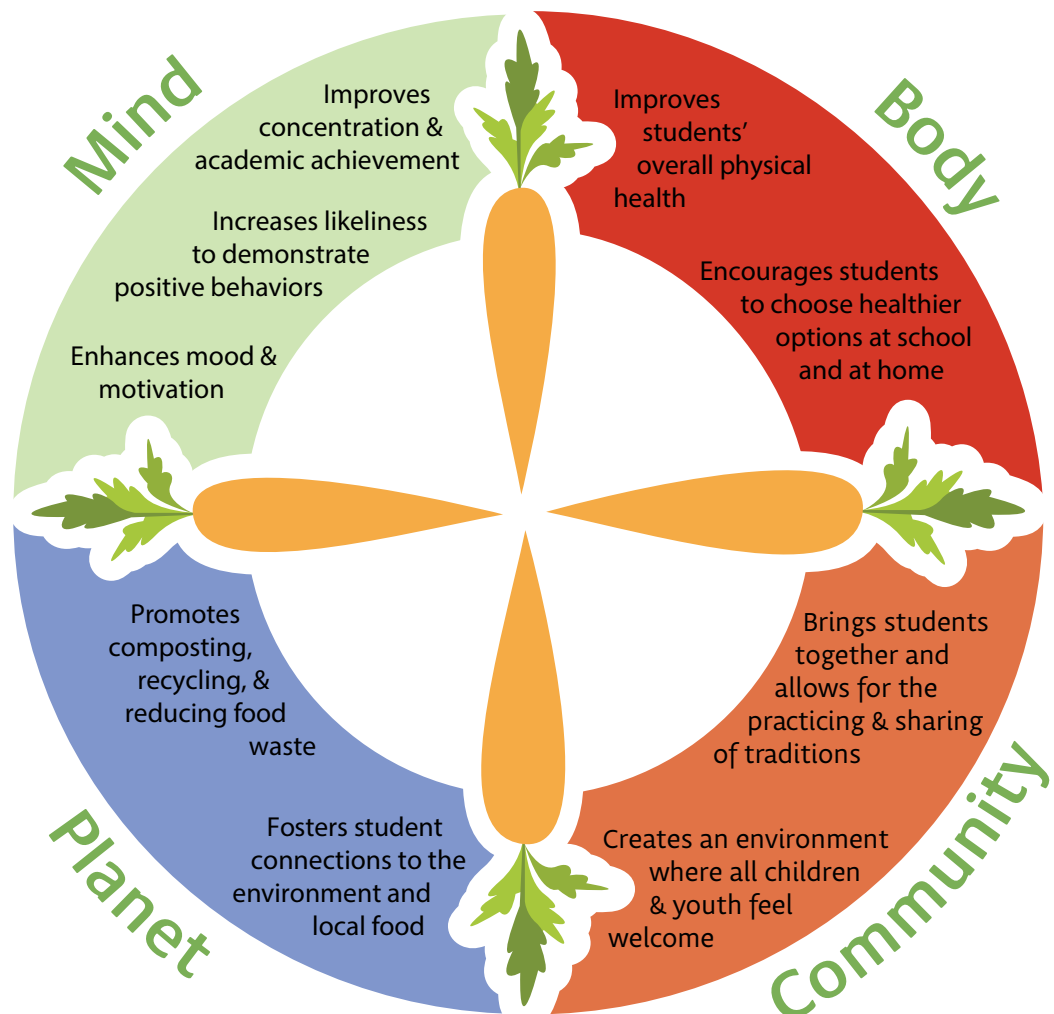 Mind
Improves
concentration &
academic achievement
Increases likeliness
to demonstrate
positive behaviors
Enhances mood &
motivation
Body
Improves
students’
overall physical
health
Encourages students
to choose healthier
options at school
and at home
Planet
Promotes
composting,
recycling, &
reducing food
waste
Fosters student
connections to the
environment and
local food
Community
Brings students
together and
allows for the
practicing & sharing
of traditions
Creates an environment
where all children
& youth feel
welcome